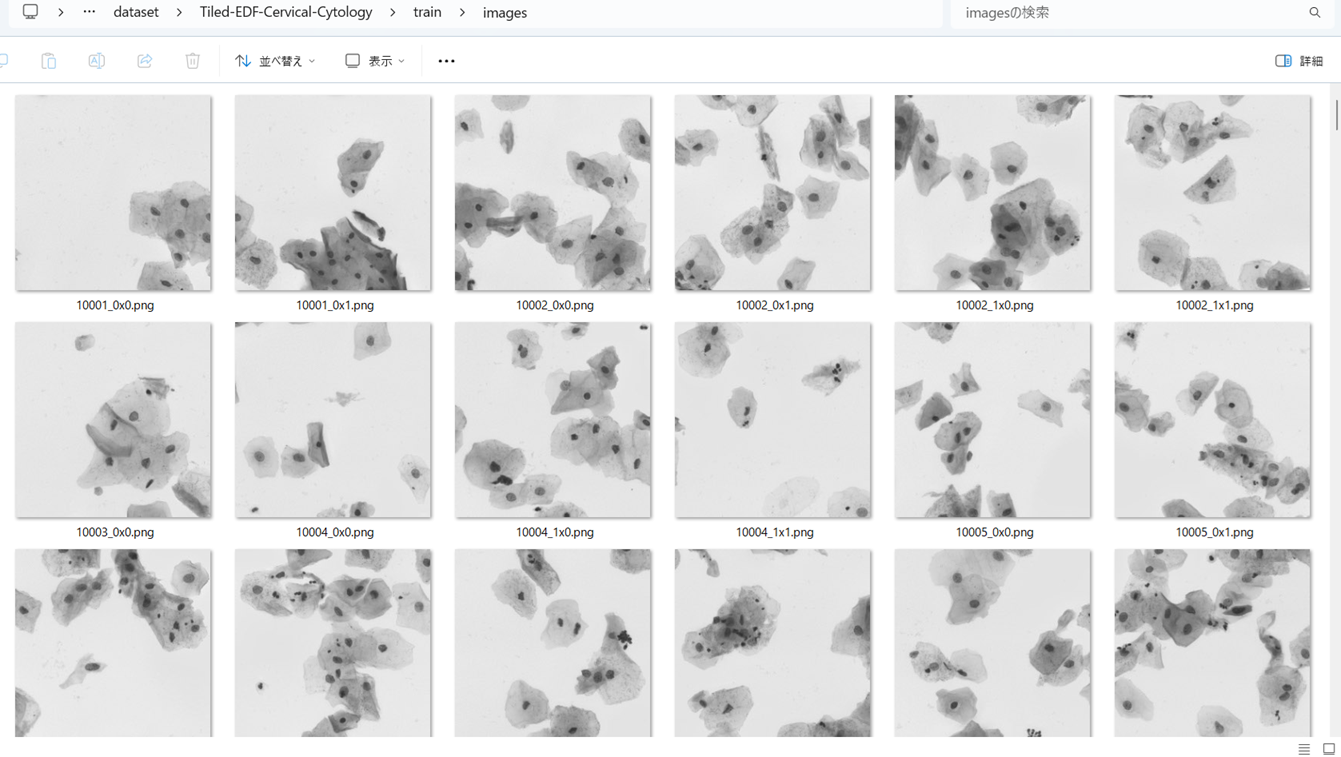 dataset > Tiled-EDF-Cervical-Cytology > train > images
imagesの検索
並べ替え 表示 詳細
10001_0x0.png 10001_0x1.png 10002_0x0.png 10002_0x1.png 10002_1x0.png 10002_1x1.png
10003_0x0.png 10004_0x0.png 10004_1x0.png 10004_1x1.png 10005_0x0.png 10005_0x1.png